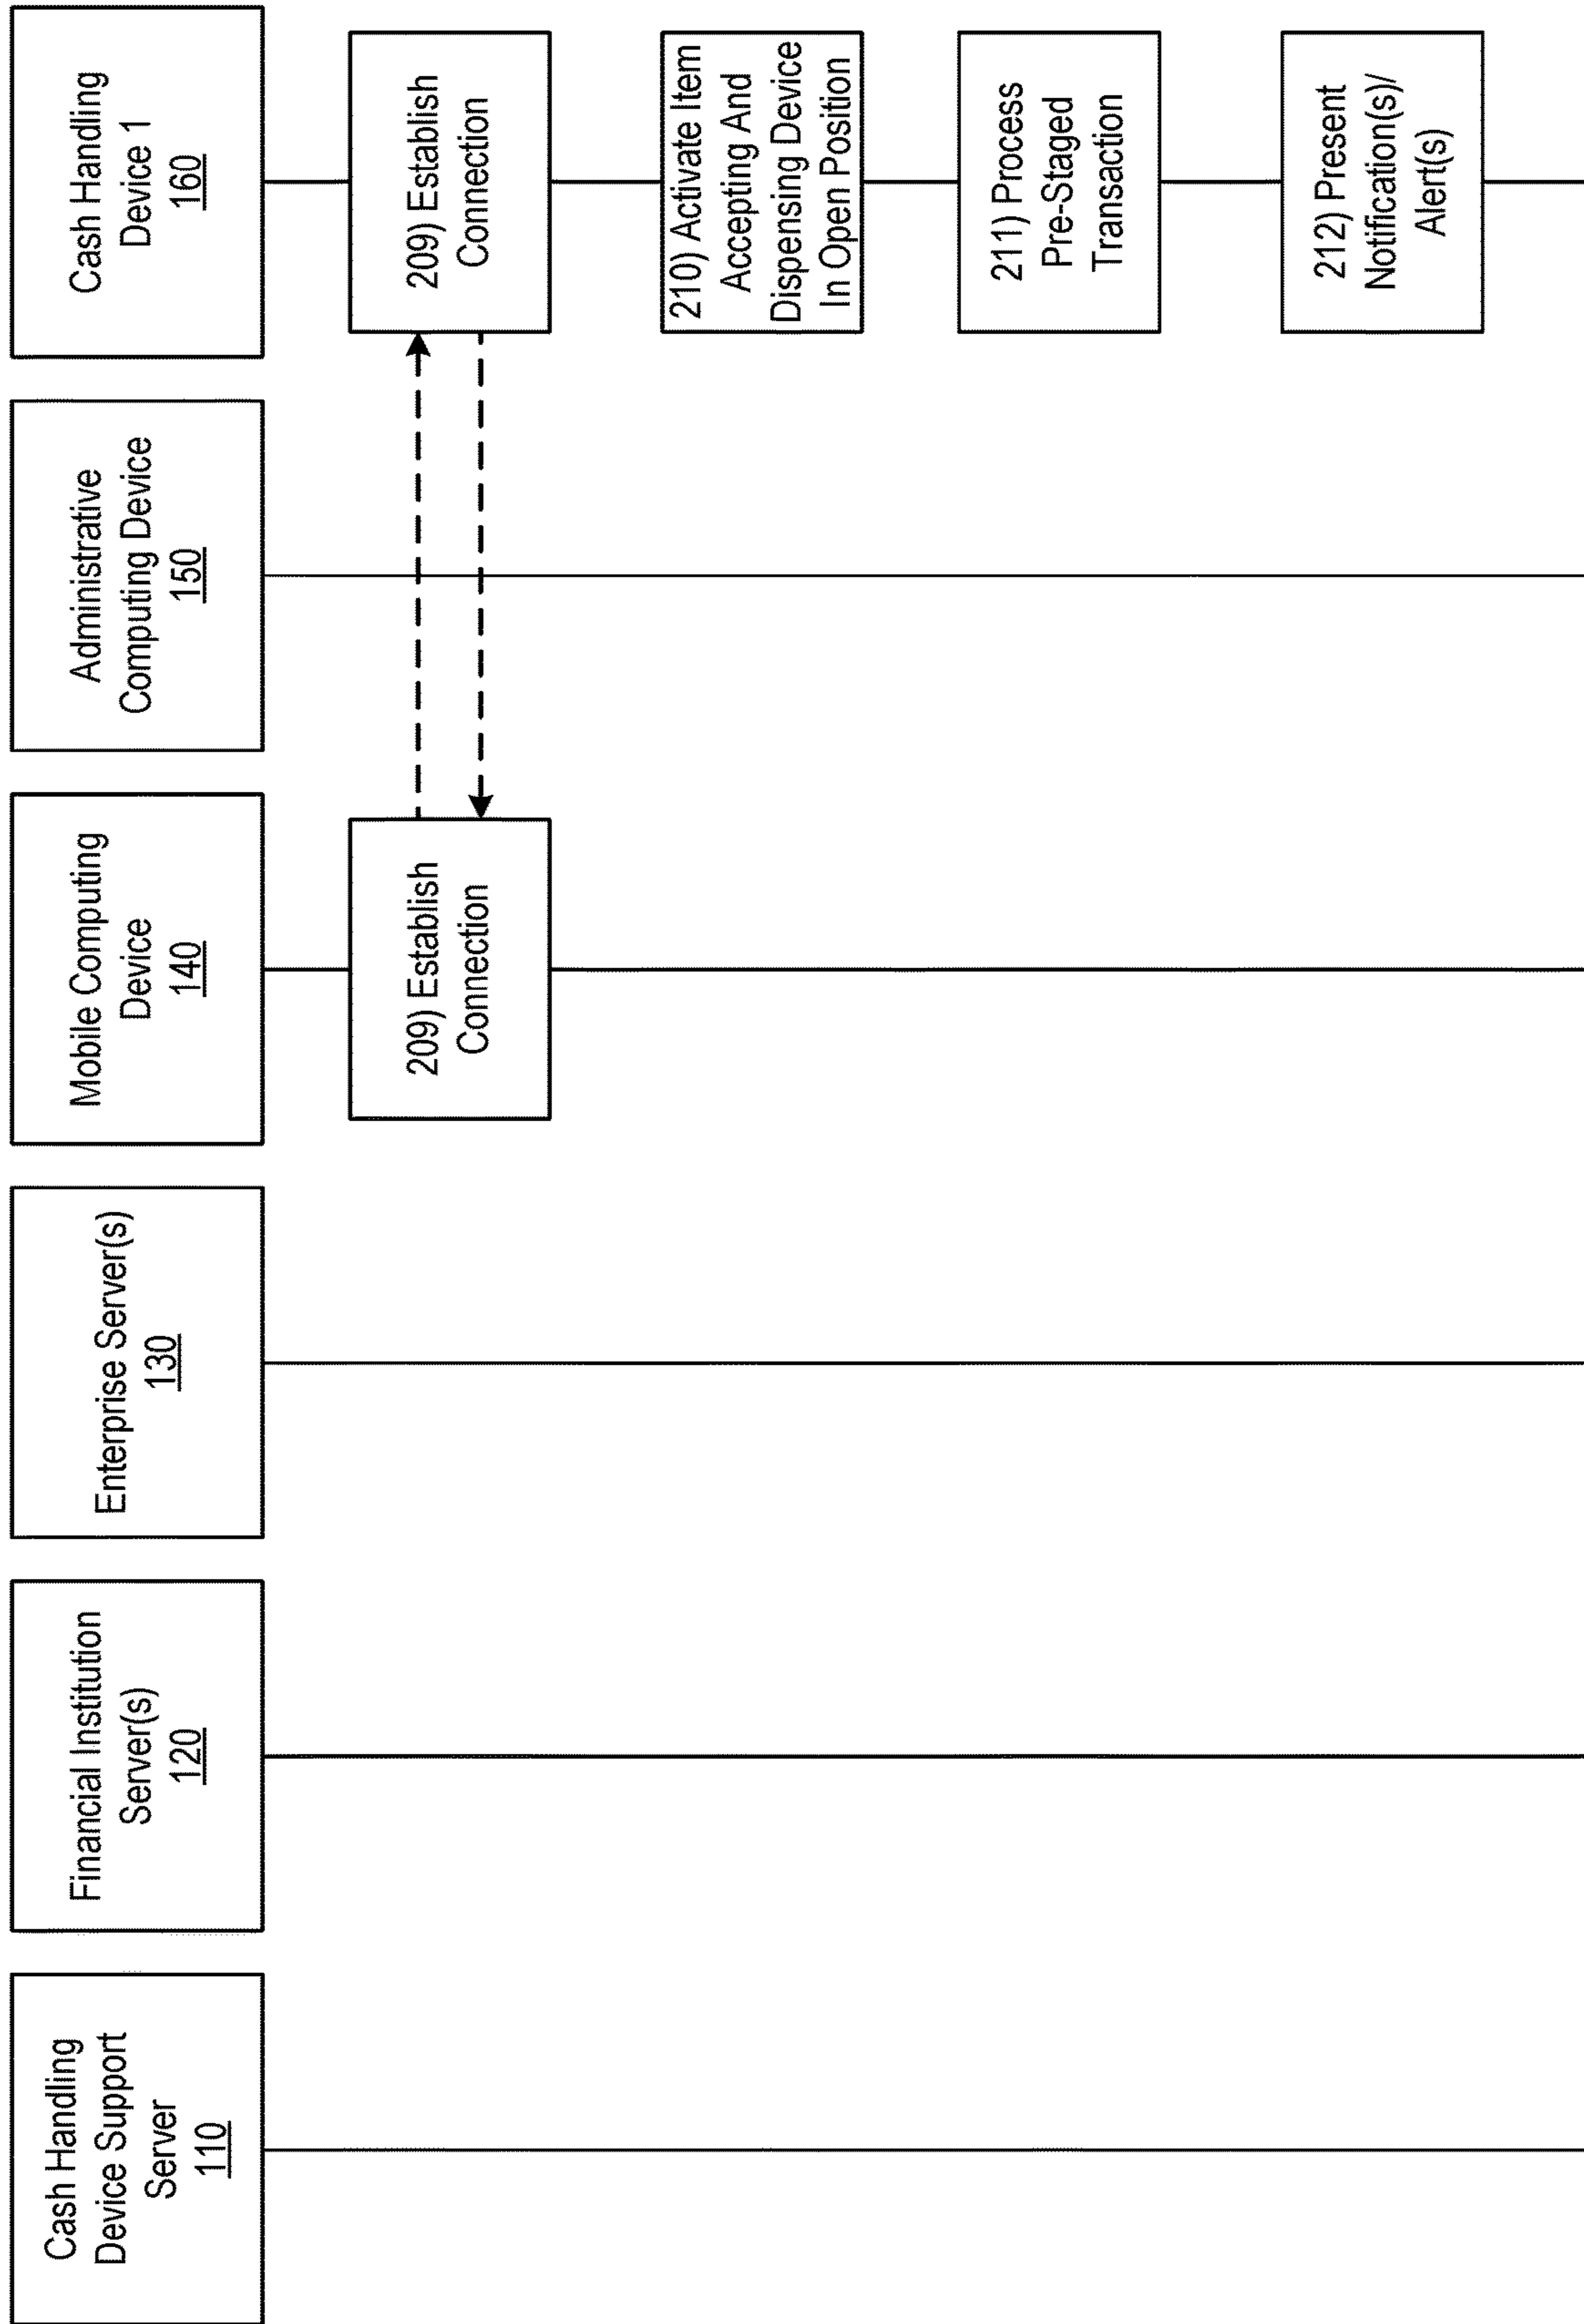 Cash Handling
Device Support
Server
110
Financial Institution
Server(s)
120
Enterprise Server(s)
130
Mobile Computing
Device
140
Administrative
Computing Device
150
Cash Handling
Device 1
160
209) Establish
Connection
209) Establish
Connection
210) Activate Item
Accepting And
Dispensing Device
In Open Position
211) Process
Pre-Staged
Transaction
212) Present
Notification(s)/
Alert(s)